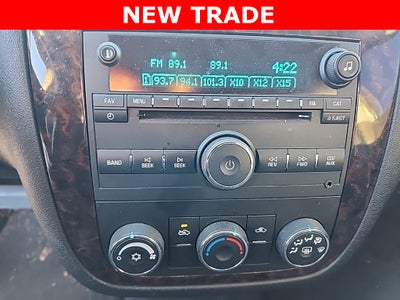 NEW TRADE
FM 89.1 89.1 4:22
93.7 94.1 101.3 X10 X12 X15
FAV MENU CAT
EJECT
BAND SEEK SEEK REV FWD CD/AUX